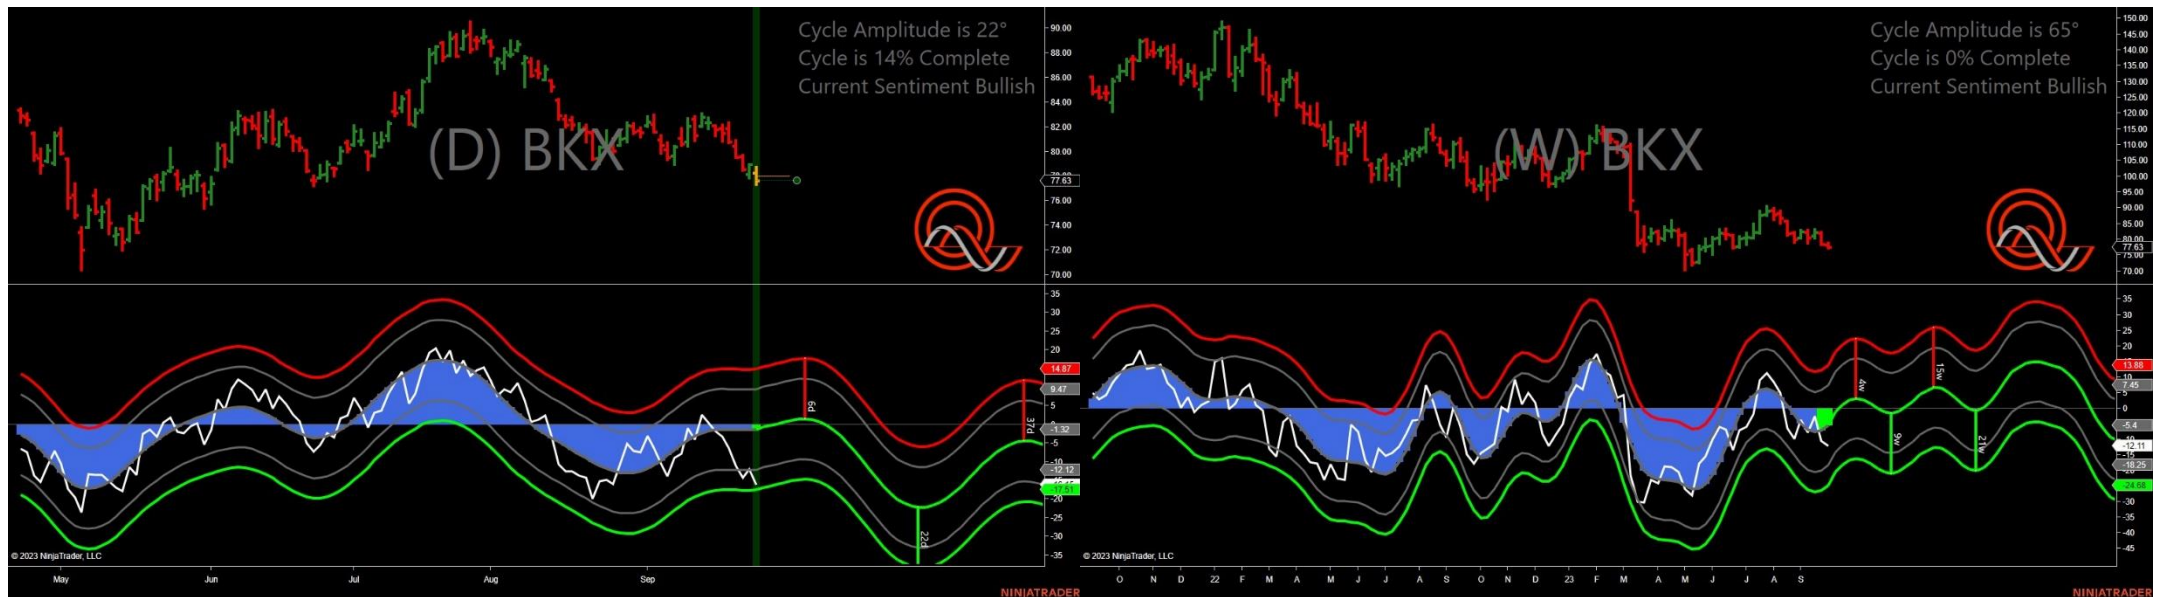 Cycle Amplitude is 22°
Cycle is 14% Complete
Current Sentiment Bullish
(D) BKX
90.00
88.00
86.00
84.00
82.00
80.00
77.63
76.00
74.00
72.00
70.00
35
30
25
20
14.87
9.47
5
-1.32
-5
-12.12
-17.51
-20
-25
-30
-35
6d
22d
37d
© 2023 NinjaTrader, LLC
May Jun Jul Aug Sep
NINJATRADER
Cycle Amplitude is 65°
Cycle is 0% Complete
Current Sentiment Bullish
(W) BKX
150.00
145.00
140.00
135.00
130.00
125.00
120.00
115.00
110.00
105.00
100.00
95.00
90.00
85.00
80.00
77.63
75.00
70.00
35
30
25
20
13.88
10
7.45
5
0
-5.4
-12.11
-15
-18.25
-24.68
-30
-35
-40
-45
4w
9w
15w
21w
© 2023 NinjaTrader, LLC
O N D 22 F M A M J J A S O N D 23 F M A M J J A S
NINJATRADER